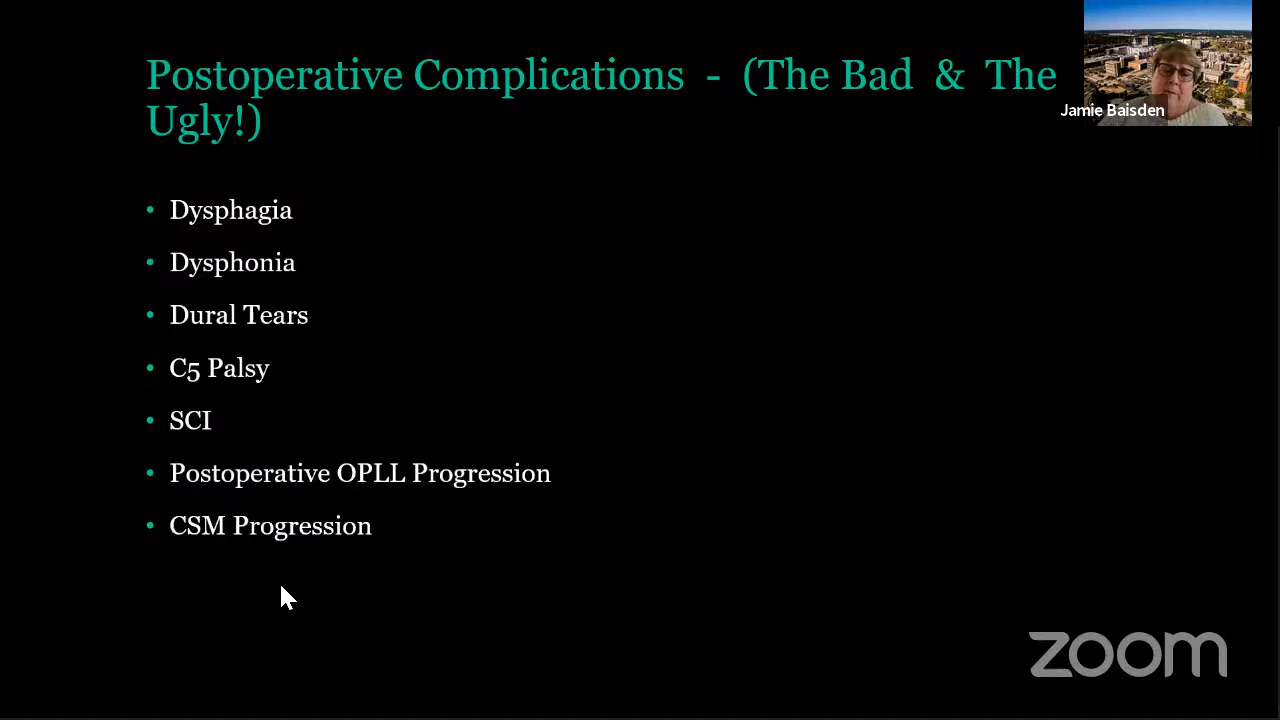 Postoperative Complications - (The Bad & The
Ugly!)
Jamie Baisden
• Dysphagia
• Dysphonia
• Dural Tears
• C5 Palsy
• SCI
• Postoperative OPLL Progression
• CSM Progression
zoom